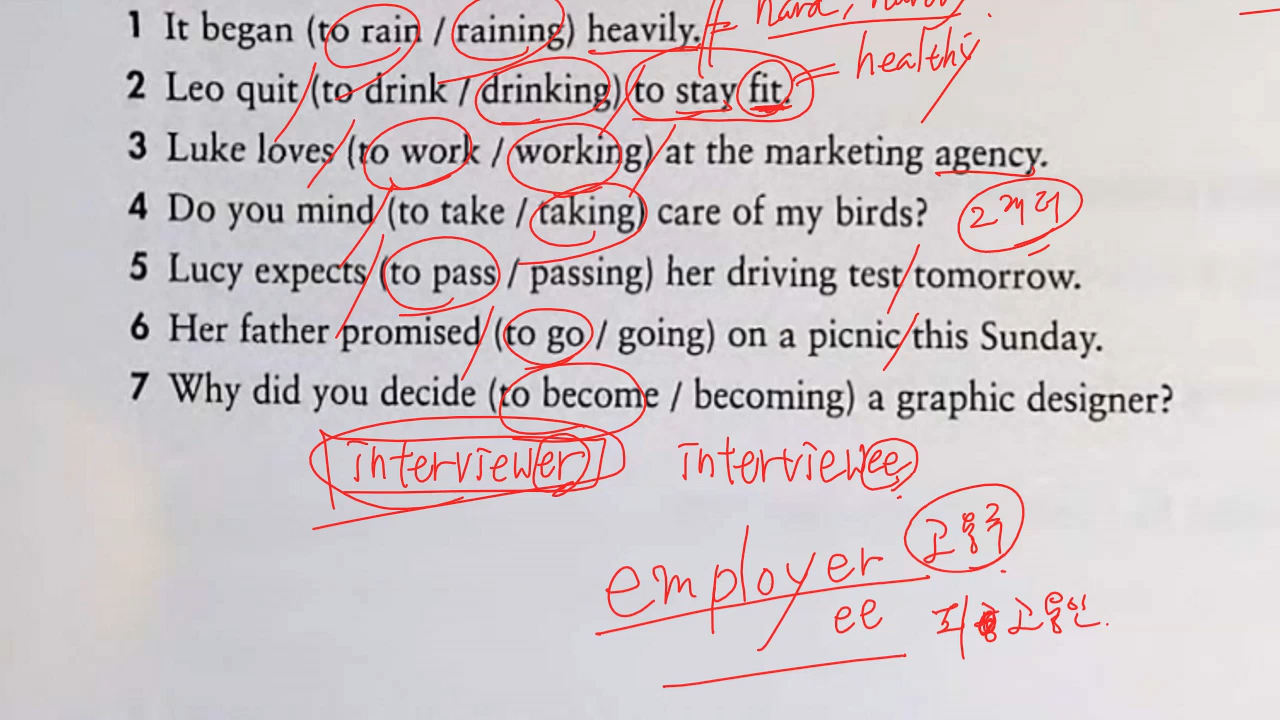 1 It began (to rain / raining) heavily. = hard,
2 Leo quit (to drink / drinking) to stay fit. = healthy
3 Luke loves (to work / working) at the marketing agency.
4 Do you mind (to take / taking) care of my birds?
5 Lucy expects (to pass / passing) her driving test tomorrow.
6 Her father promised (to go / going) on a picnic this Sunday.
7 Why did you decide (to become / becoming) a graphic designer?
interviewer interviewee
employer 고용주
ee 피고용인.